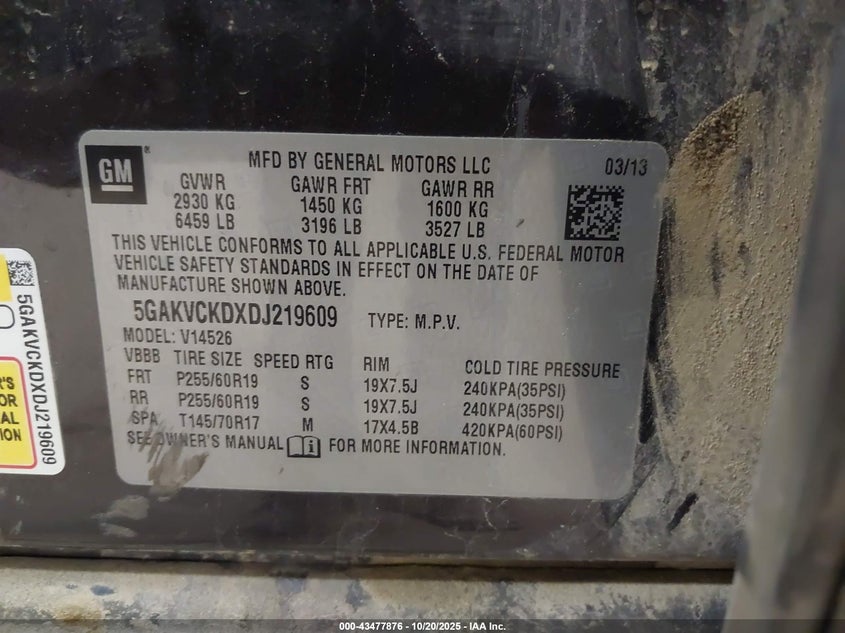 GM
MFD BY GENERAL MOTORS LLC 03/13
GVWR GAWR FRT GAWR RR
2930 KG 1450 KG 1600 KG
6459 LB 3196 LB 3527 LB
THIS VEHICLE CONFORMS TO ALL APPLICABLE U.S. FEDERAL MOTOR
VEHICLE SAFETY STANDARDS IN EFFECT ON THE DATE OF
MANUFACTURE SHOWN ABOVE.
5GAKVCKDXDJ219609 TYPE: M.P.V.
MODEL: V14526
VBBB TIRE SIZE SPEED RTG RIM COLD TIRE PRESSURE
FRT P255/60R19 S 19X7.5J 240KPA(35PSI)
RR P255/60R19 S 19X7.5J 240KPA(35PSI)
SPA T145/70R17 M 17X4.5B 420KPA(60PSI)
SEE OWNER'S MANUAL FOR MORE INFORMATION.
5GAKVCKDXDJ219609
000-43477876 - 10/20/2025 - IAA Inc.